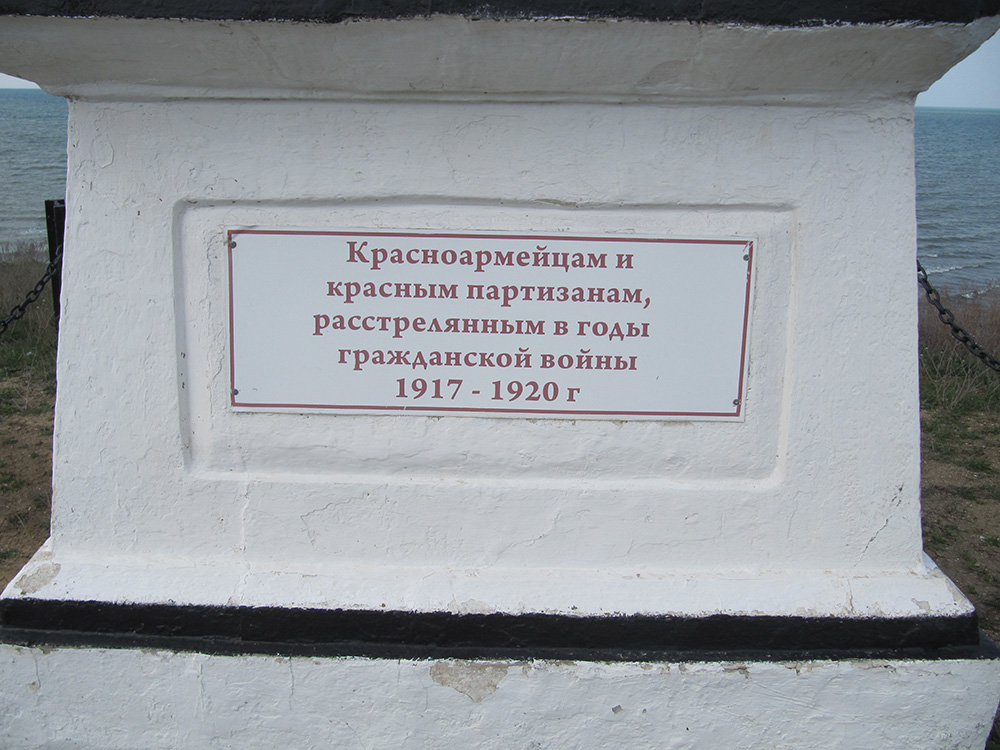 Красноармейцам и
красным партизанам,
расстрелянным в годы
гражданской войны
1917 - 1920 г